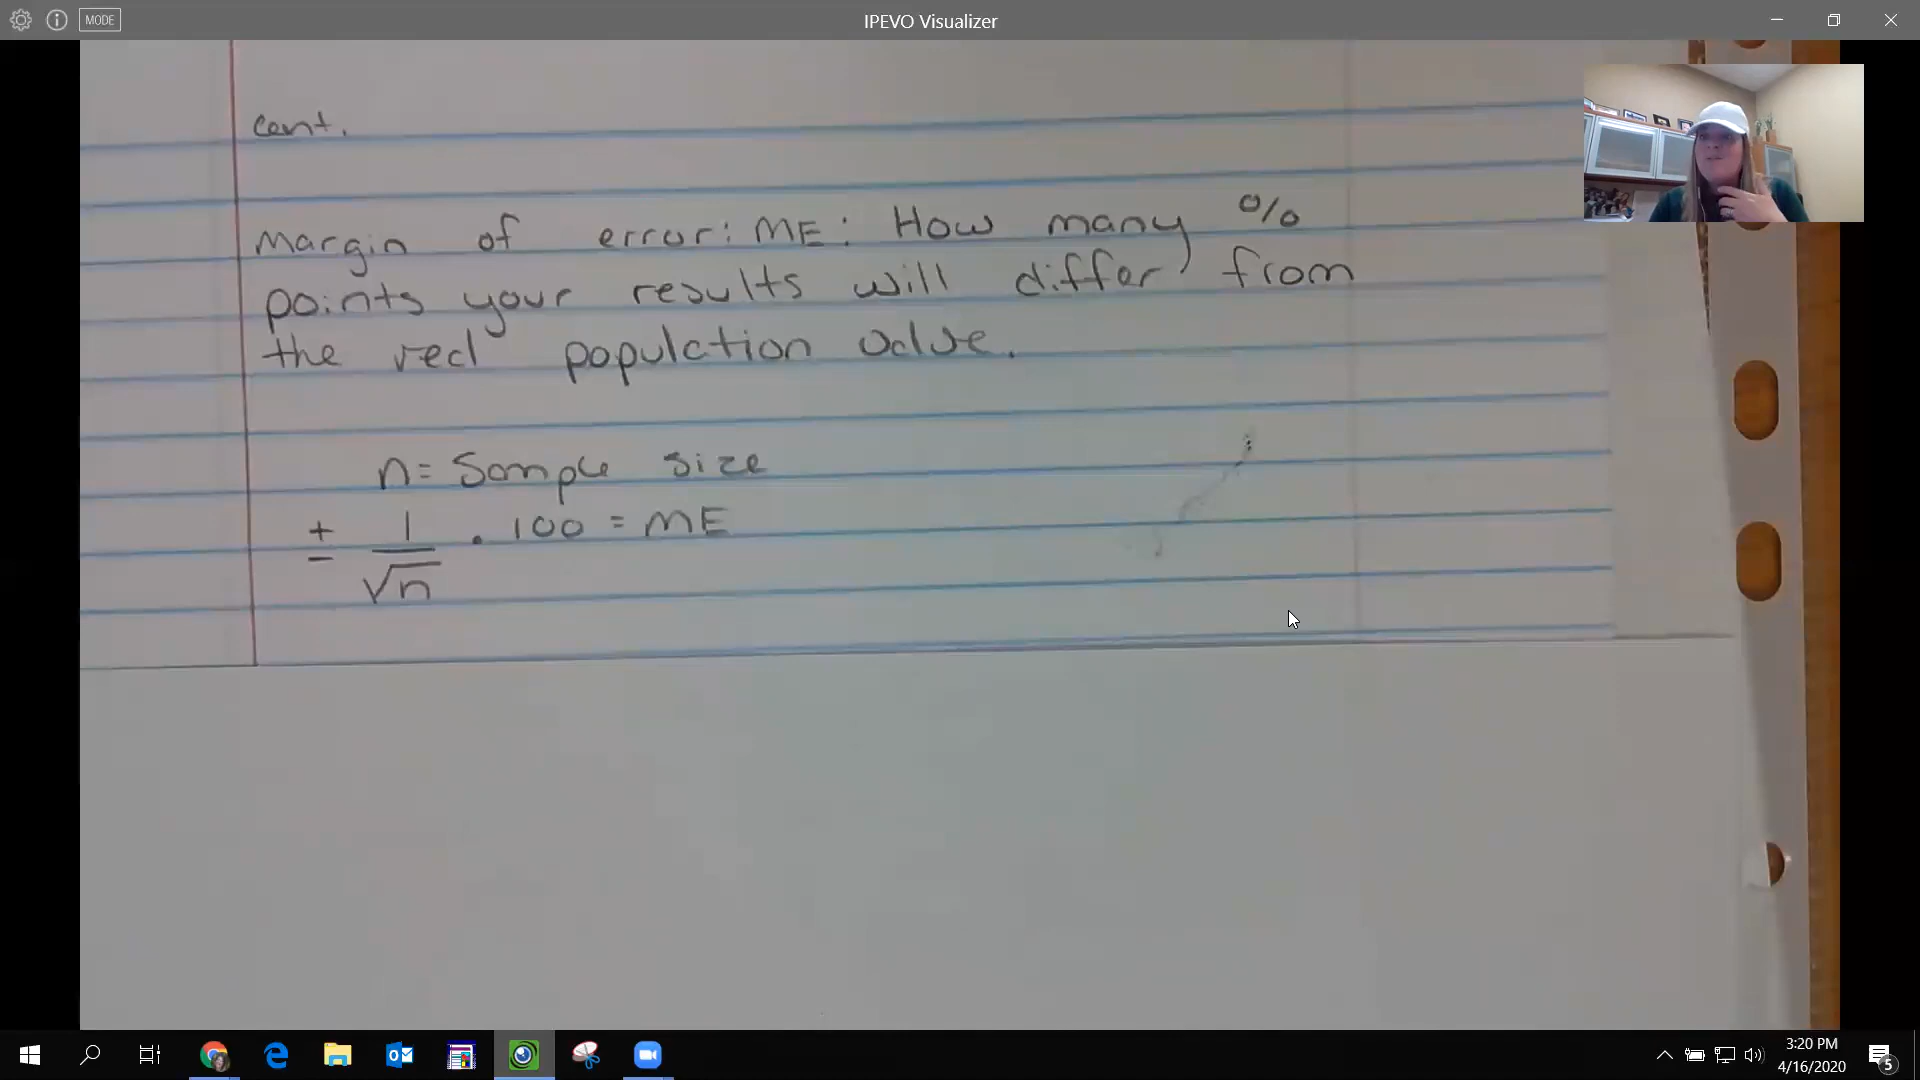 MODE
IPEVO Visualizer
cont.
margin of error: ME: How many %
points your results will differ from
the real population value.
n = Sample size
± 1/√n . 100 = ME
3:20 PM
4/16/2020
5